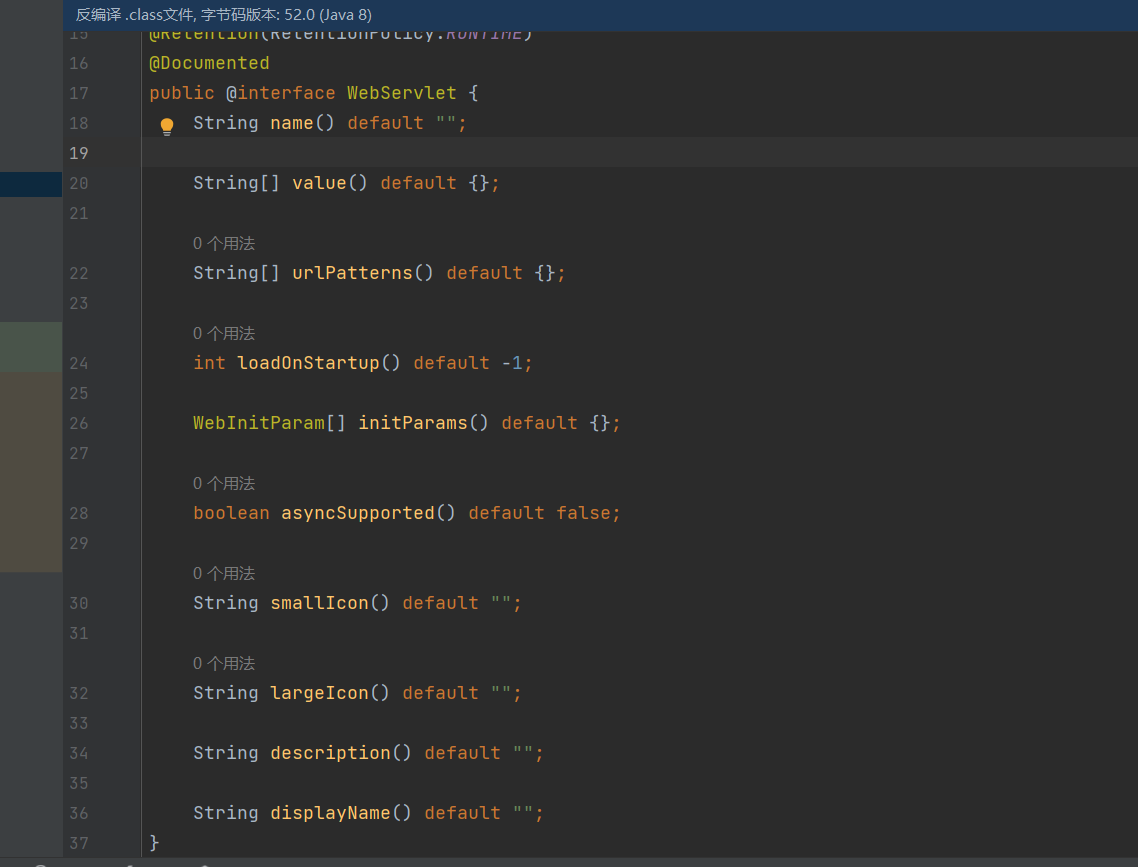 反编译 .class文件, 字节码版本: 52.0 (Java 8)
15 @Retention(RetentionPolicy.RUNTIME)
16 @Documented
17 public @interface WebServlet {
18 String name() default "";
19
20 String[] value() default {};
21
0 个用法
22 String[] urlPatterns() default {};
23
0 个用法
24 int loadOnStartup() default -1;
25
26 WebInitParam[] initParams() default {};
27
0 个用法
28 boolean asyncSupported() default false;
29
0 个用法
30 String smallIcon() default "";
31
0 个用法
32 String largeIcon() default "";
33
34 String description() default "";
35
36 String displayName() default "";
37 }